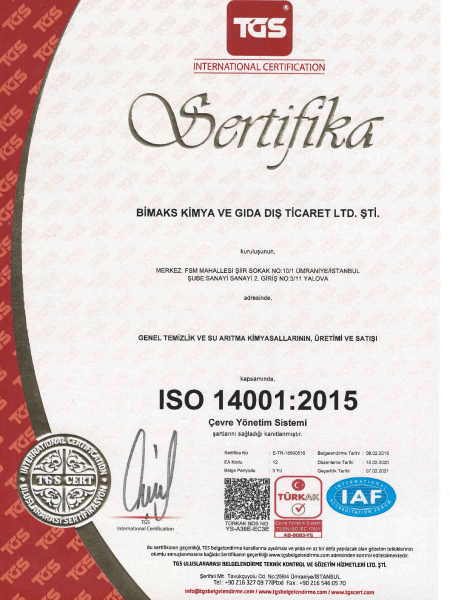 TGS
®
INTERNATIONAL CERTIFICATION
Sertifika
BİMAKS KİMYA VE GIDA DIŞ TİCARET LTD. ŞTİ.
kuruluşunun,
MERKEZ: FSM MAHALLESİ ŞİİR SOKAK NO:10/1 ÜMRANİYE/İSTANBUL
ŞUBE:SANAYİ SANAYİ 2. GİRİŞ NO:3/11 YALOVA
adresinde,
GENEL TEMİZLİK VE SU ARITMA KİMYASALLARININ, ÜRETİMİ VE SATIŞI
kapsamında,
ISO 14001:2015
Çevre Yönetim Sistemi
şartlarını sağladığı kanıtlanmıştır.
Sertifika No : E-TR-18590516 Belgelendirme Tarihi : 08.02.2019
EA Kodu : 12 Düzenleme Tarihi : 15.02.2020
Belge Periyodu : 3 Yıl Geçerlilik Tarihi : 07.02.2021
INTERNATIONAL CERTIFICATION
TGS CERT
ULUSLARARASI SERTİFİKASYON
TGS
International Certification
TÜRKAK BDS NO
YS-A38E-EC3E
TÜRKAK
Çevre Yönetim Sistemi
TS EN ISO IEC 17021
AB-0093-YS
INTERNATIONAL
IAF
ACCREDITATION FORUM
Bu sertifikanın geçerliliği, TGS belgelendirme kurallarına uyulması ve yılda en az bir defa yapılacak olan gözetim tetkiklerinin
olumlu sonuçlanmasına bağlıdır.Sertifikanın geçerliliği www.tgsbelgelendirme.com adresinden kontrol edilebilmektedir.
TGS ULUSLARARASI BELGELENDİRME TEKNİK KONTROL VE GÖZETİM HİZMETLERİ LTD. ŞTİ.
Şerifali Mh. Tavukçuyolu Cd. No:256/4 Ümraniye/İSTANBUL
Tel : +90 216 327 09 77(Pbx) Fax : +90 216 546 05 70
info@tgsbelgelendirme.com / www.tgsbelgelendirme.com / www.tgscert.com